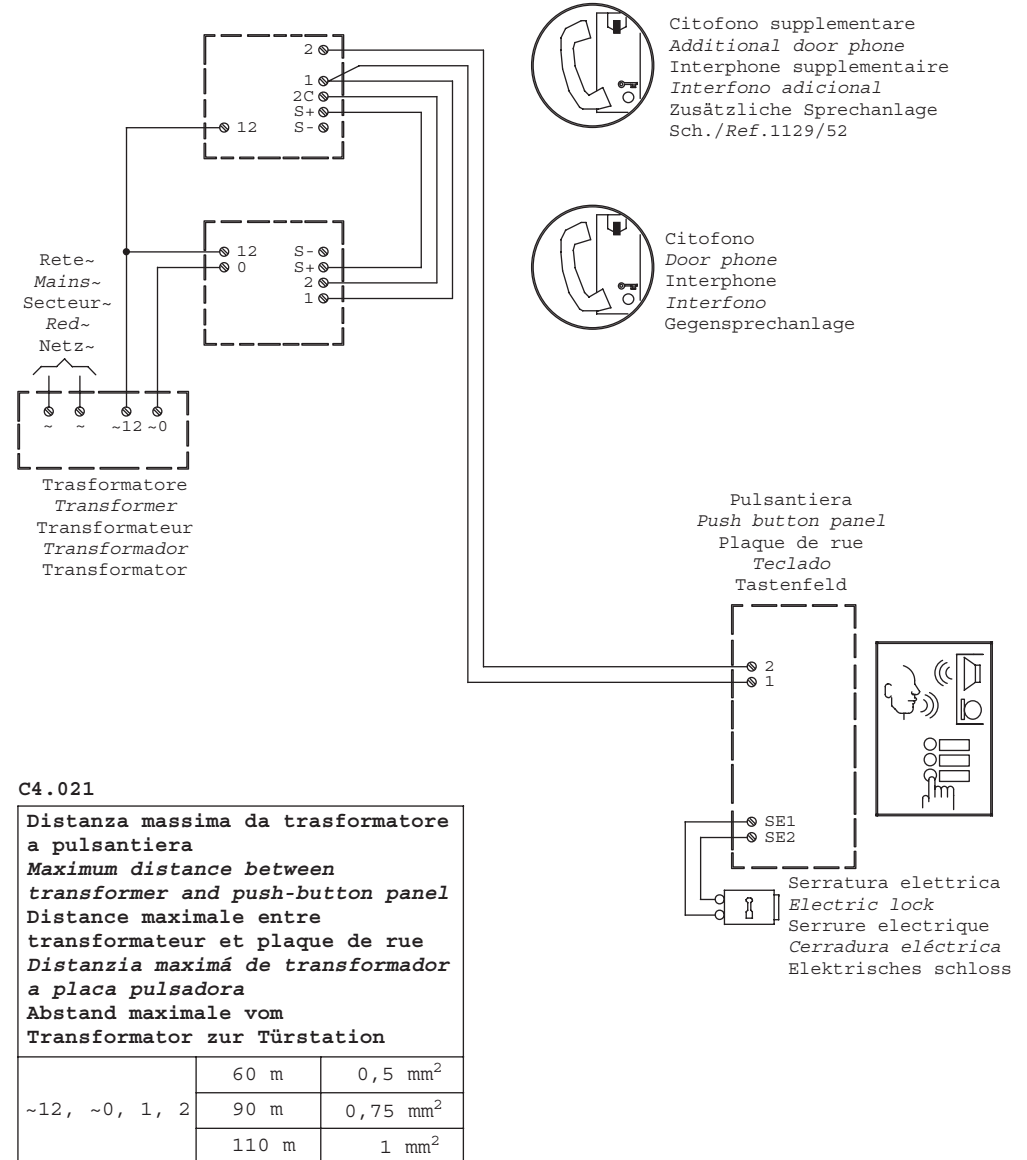 2
1
2C
S+
12 S-
Citofono supplementare
Additional door phone
Interphone supplementaire
Interfono adicional
Zusätzliche Sprechanlage
Sch./Ref.1129/52
12 S-
0 S+
2
1
Citofono
Door phone
Interphone
Interfono
Gegensprechanlage
Rete~
Mains~
Secteur~
Red~
Netz~
~ ~ ~12 ~0
Trasformatore
Transformer
Transformateur
Transformador
Transformator
Pulsantiera
Push button panel
Plaque de rue
Teclado
Tastenfeld
2
1
SE1
SE2
Serratura elettrica
Electric lock
Serrure electrique
Cerradura eléctrica
Elektrisches schloss
C4.021
Distanza massima da trasformatore
a pulsantiera
Maximum distance between
transformer and push-button panel
Distance maximale entre
transformateur et plaque de rue
Distanzia maximá de transformador
a placa pulsadora
Abstand maximale vom
Transformator zur Türstation
~12, ~0, 1, 2
60 m 0,5 mm²
90 m 0,75 mm²
110 m 1 mm²